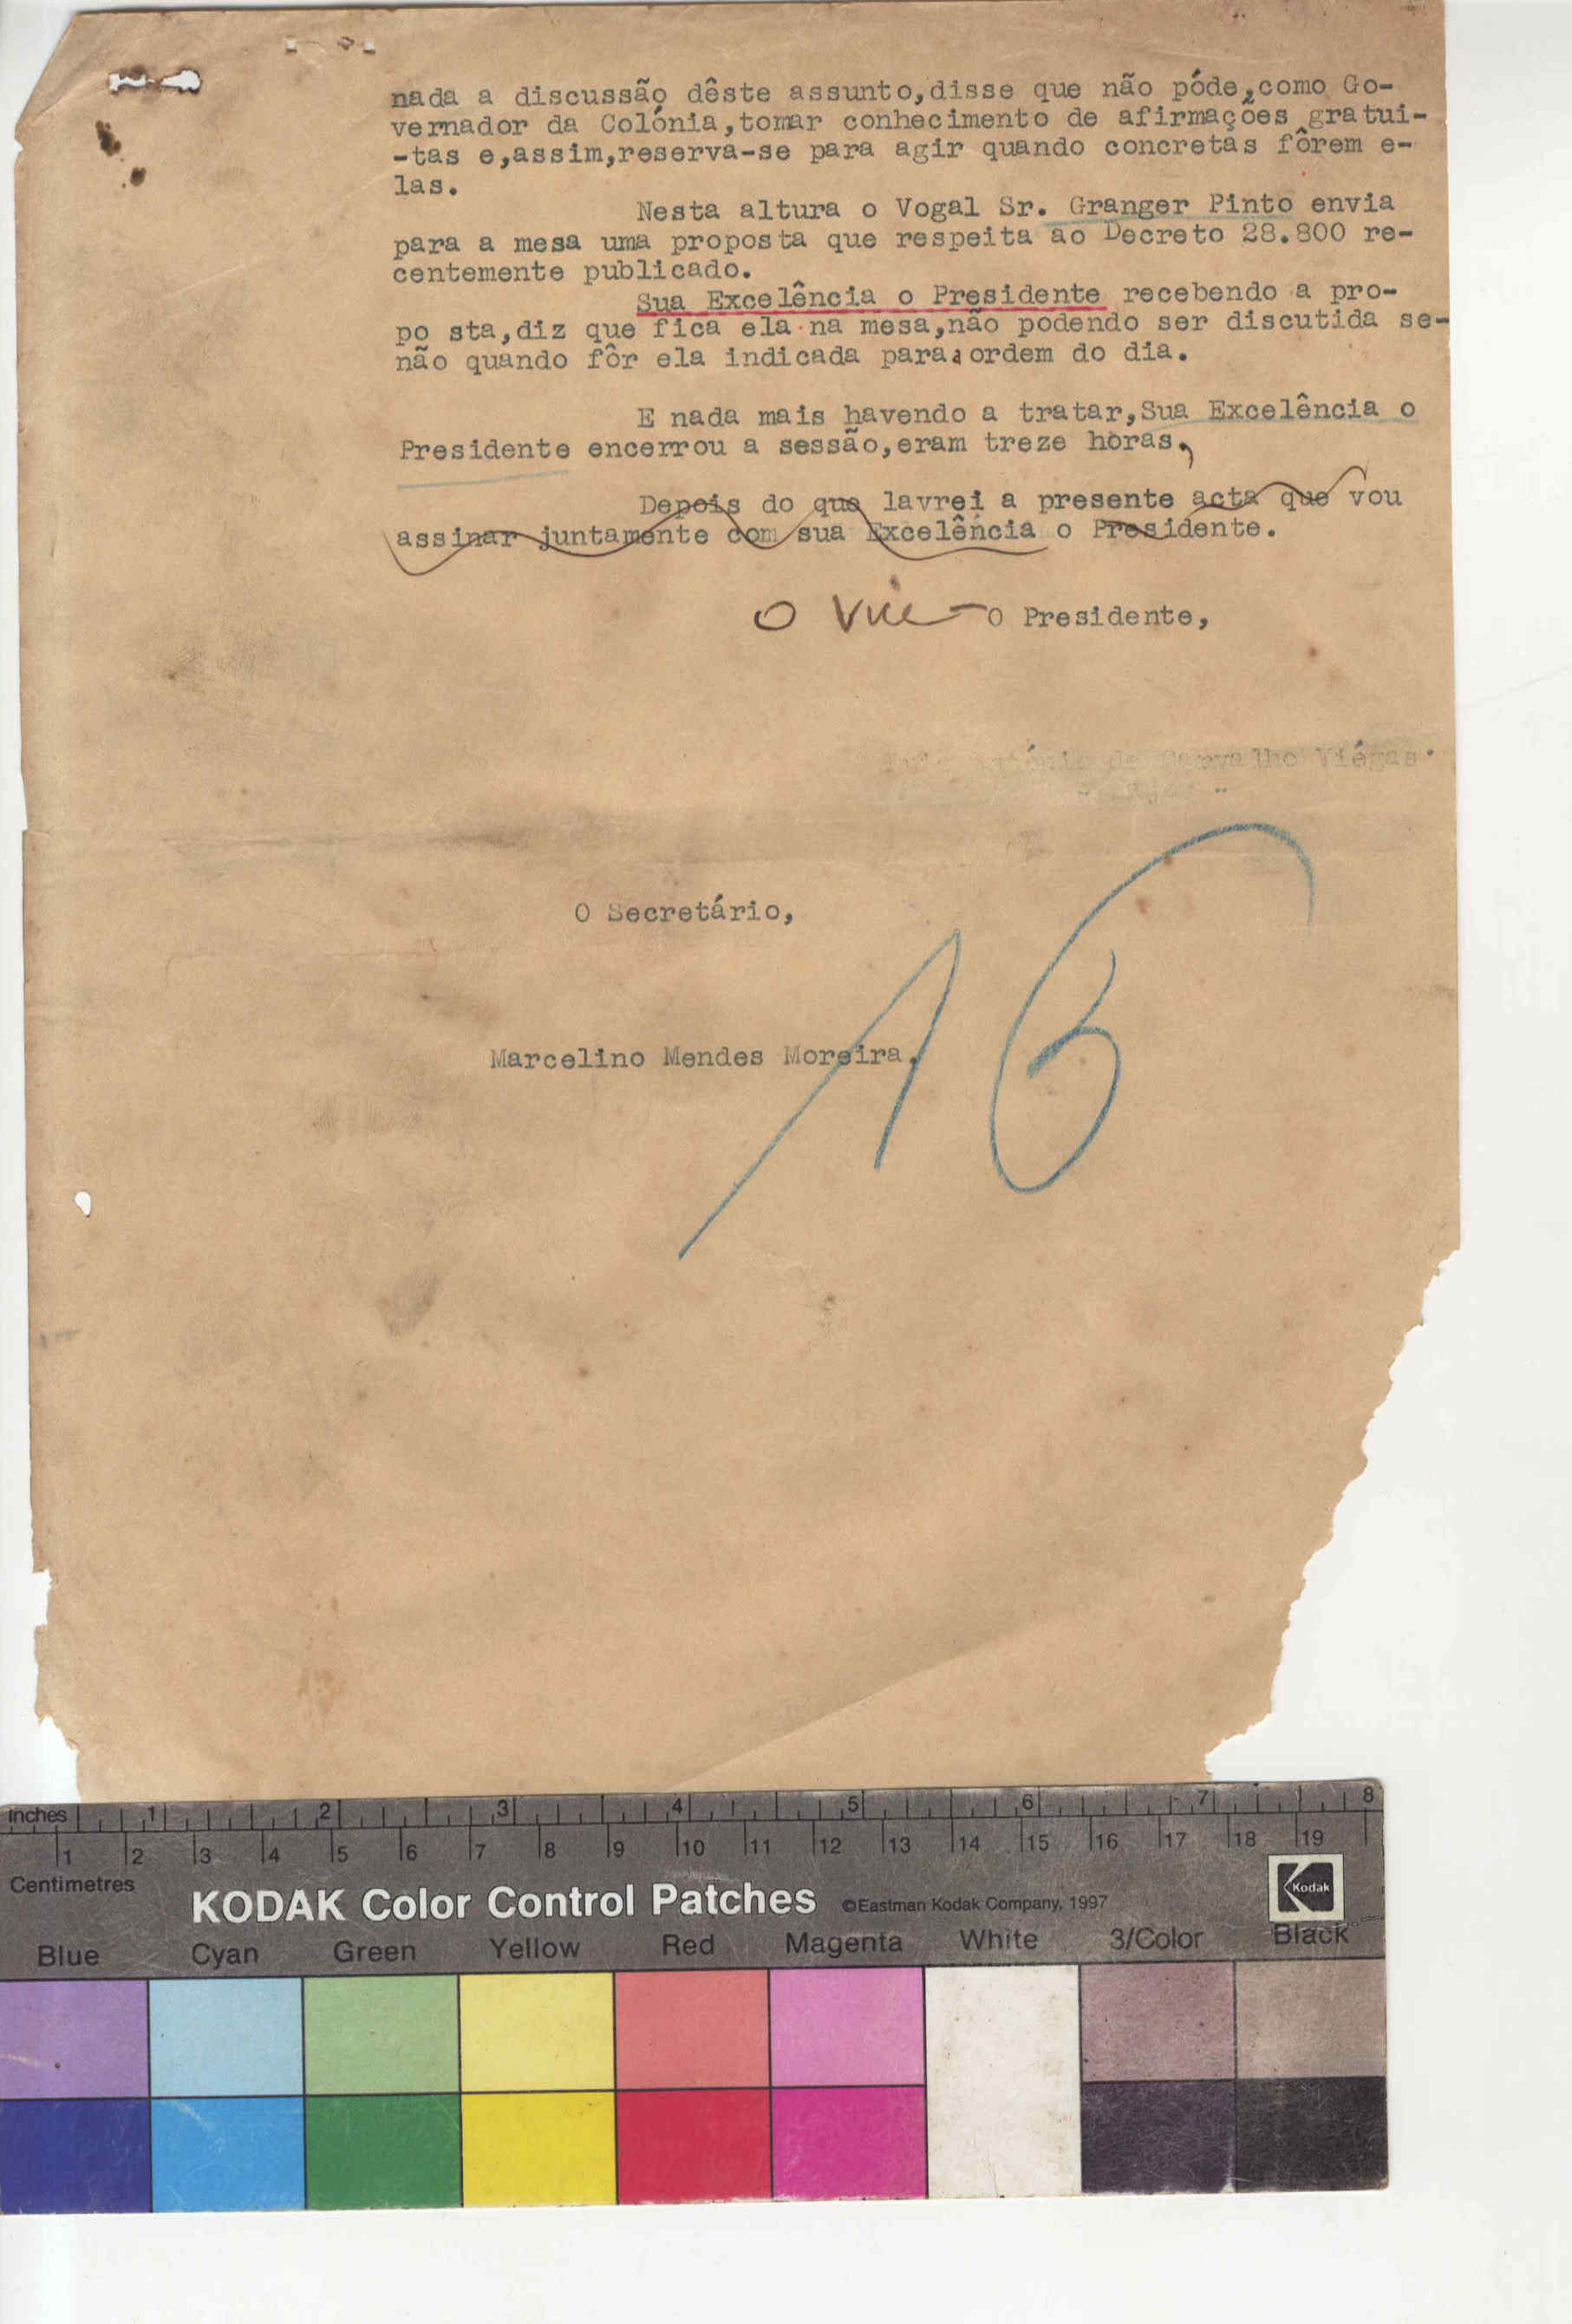 nada a discussão dêste assunto,disse que não póde,como Go-
vernador da Colónia,tomar conhecimento de afirmações gratui-
-tas e,assim,reserva-se para agir quando concretas fôrem e-
las.
Nesta altura o Vogal Sr. Granger Pinto envia
para a mesa uma proposta que respeita ao Decreto 28.800 re-
centemente publicado.
Sua Excelência o Presidente recebendo a pro-
po sta,diz que fica ela na mesa,não podendo ser discutida se-
não quando fôr ela indicada para a ordem do dia.
E nada mais havendo a tratar,Sua Excelência o
Presidente encerrou a sessão,eram treze horas.
Depois do que lavrei a presente acta que vou
assinar juntamente com sua Excelência o Presidente.
O Vice- O Presidente,
António de Carvalho Viégas
O Secretário,
Marcelino Mendes Moreira.
16
inches 1 2 3 4 5 6 7 8
1 2 3 4 5 6 7 8 9 10 11 12 13 14 15 16 17 18 19
Centimetres
KODAK Color Control Patches ©Eastman Kodak Company, 1997 Kodak
Blue Cyan Green Yellow Red Magenta White 3/Color Black